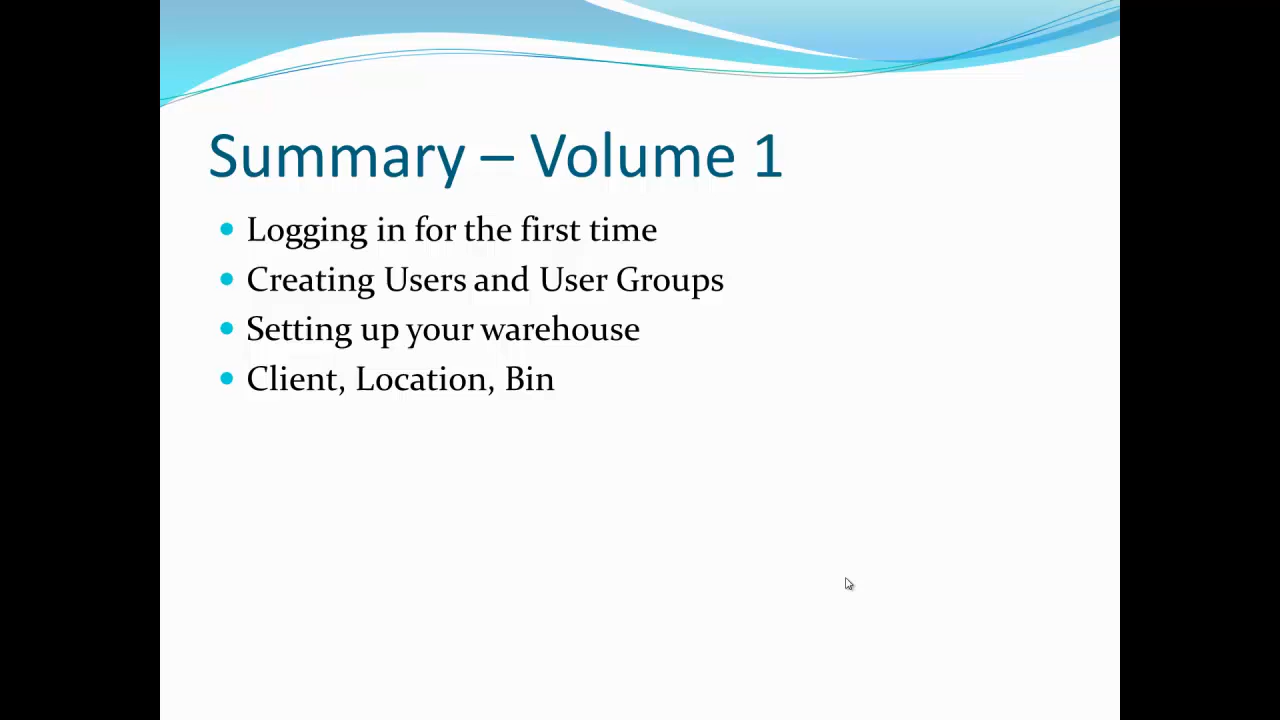 Summary – Volume 1
Logging in for the first time
Creating Users and User Groups
Setting up your warehouse
Client, Location, Bin